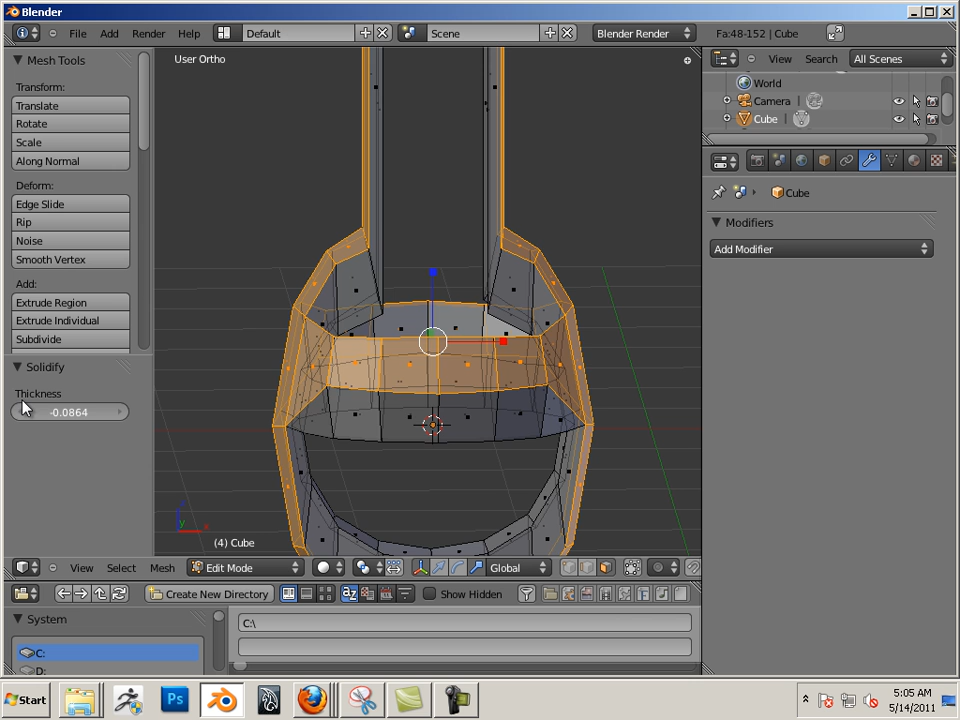 Blender
File Add Render Help Default Scene Blender Render Fa:48-152 | Cube
Mesh Tools
Transform:
Translate
Rotate
Scale
Along Normal
Deform:
Edge Slide
Rip
Noise
Smooth Vertex
Add:
Extrude Region
Extrude Individual
Subdivide
Solidify
Thickness
-0.0864
User Ortho
z
y
x
(4) Cube
View Search All Scenes
World
Camera
Cube
Cube
Modifiers
Add Modifier
View Select Mesh Edit Mode Global
Create New Directory az Show Hidden F
System
C:
D:
C:\
Start Ps 5:05 AM
5/14/2011